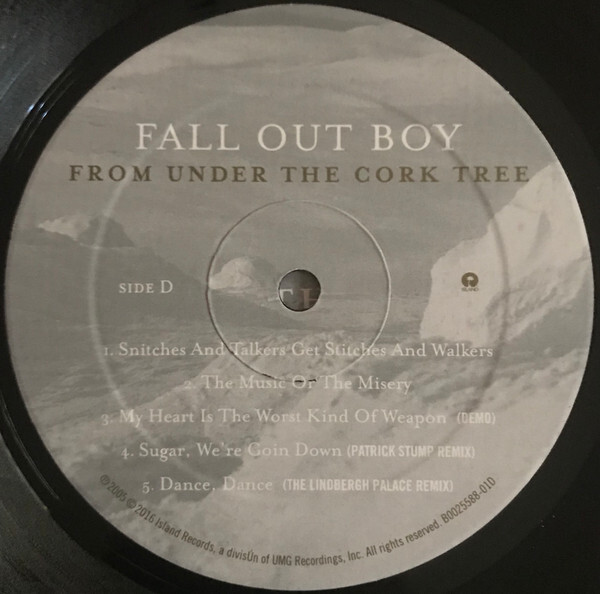 FALL OUT BOY
FROM UNDER THE CORK TREE
SIDE D
ISLAND
1. Snitches And Talkers Get Stitches And Walkers
2. The Music Or The Misery
3. My Heart Is The Worst Kind Of Weapon (DEMO)
4. Sugar, We're Goin Down (PATRICK STUMP REMIX)
5. Dance, Dance (THE LINDBERGH PALACE REMIX)
℗ 2005 © 2016 Island Records, a divisÜn of UMG Recordings, Inc. All rights reserved. B0025588-01D